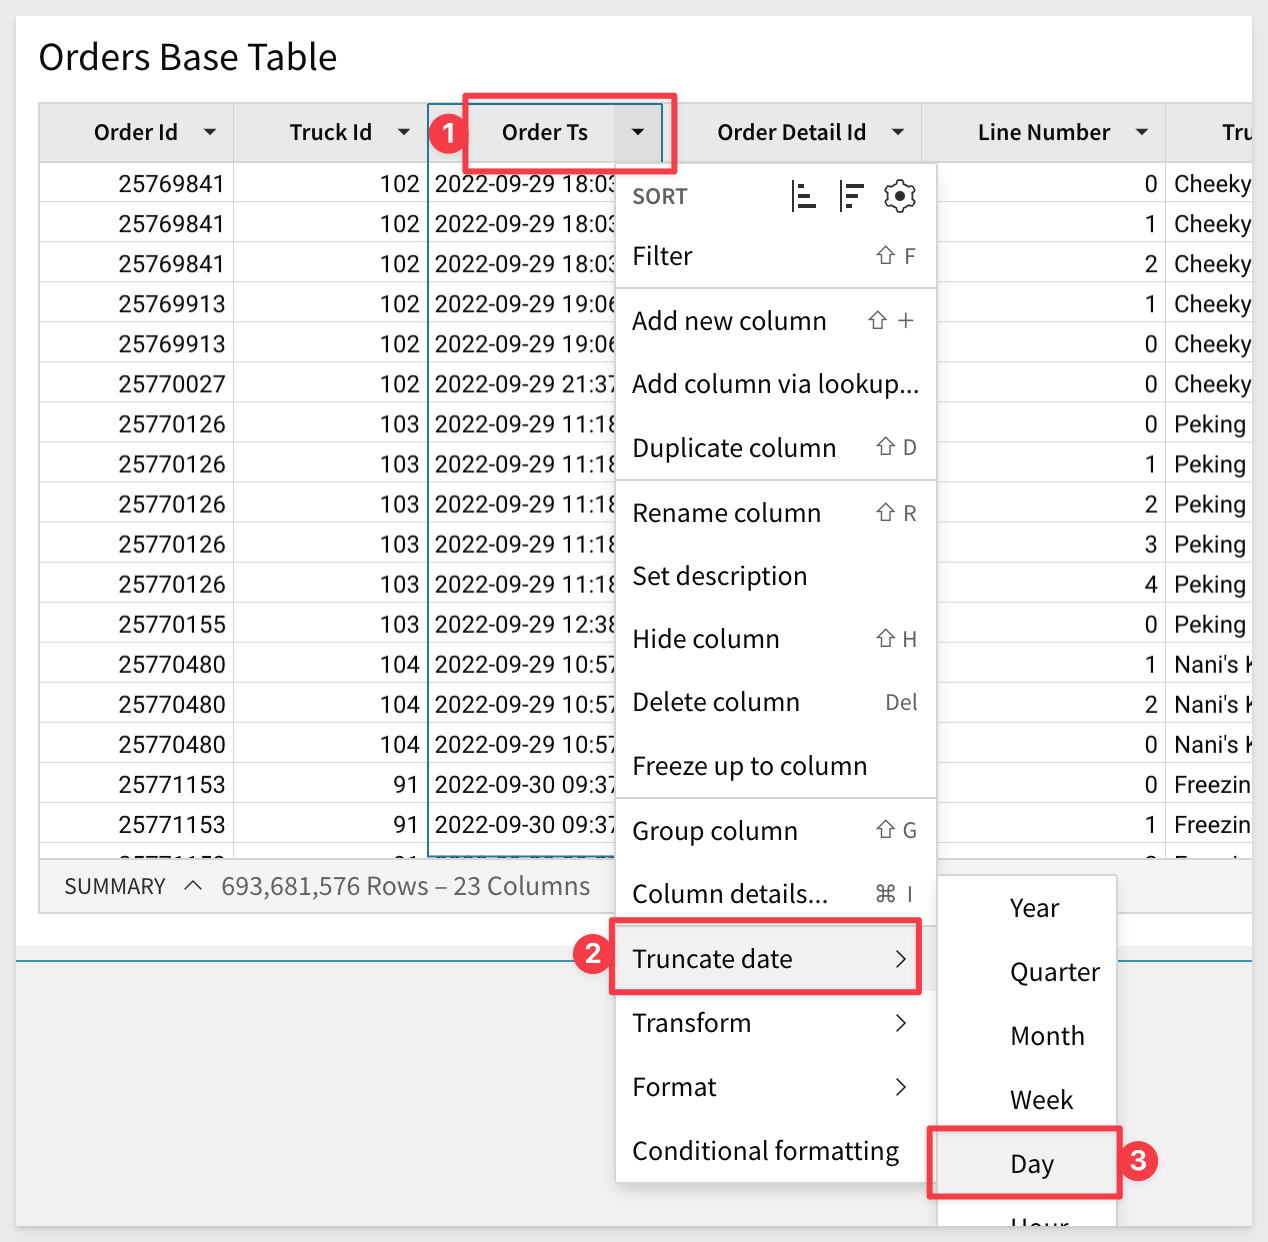 Orders Base Table
Order Id Truck Id 1 Order Ts Order Detail Id Line Number Tru
25769841 102 2022-09-29 18:03 0 Cheeky
25769841 102 2022-09-29 18:03 1 Cheeky
25769841 102 2022-09-29 18:03 2 Cheeky
25769913 102 2022-09-29 19:06 1 Cheeky
25769913 102 2022-09-29 19:06 0 Cheeky
25770027 102 2022-09-29 21:37 0 Cheeky
25770126 103 2022-09-29 11:18 0 Peking
25770126 103 2022-09-29 11:18 1 Peking
25770126 103 2022-09-29 11:18 2 Peking
25770126 103 2022-09-29 11:18 3 Peking
25770126 103 2022-09-29 11:18 4 Peking
25770155 103 2022-09-29 12:38 0 Peking
25770480 104 2022-09-29 10:57 1 Nani's K
25770480 104 2022-09-29 10:57 2 Nani's K
25770480 104 2022-09-29 10:57 0 Nani's K
25771153 91 2022-09-30 09:37 0 Freezin
25771153 91 2022-09-30 09:37 1 Freezin
SUMMARY 693,681,576 Rows – 23 Columns
SORT
Filter ⇧ F
Add new column ⇧ +
Add column via lookup...
Duplicate column ⇧ D
Rename column ⇧ R
Set description
Hide column ⇧ H
Delete column Del
Freeze up to column
Group column ⇧ G
Column details... ⌘ I
2 Truncate date
Transform
Format
Conditional formatting
Year
Quarter
Month
Week
Day 3
Hour